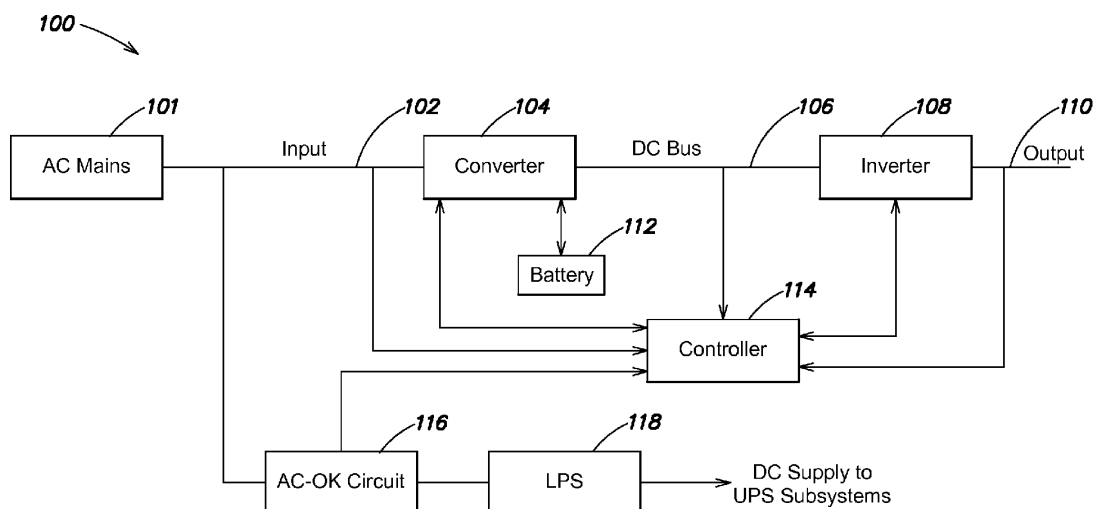 100
101
102
104
106
108
110
AC Mains
Input
Converter
DC Bus
Inverter
Output
112
Battery
114
Controller
116
118
AC-OK Circuit
LPS
DC Supply to
UPS Subsystems